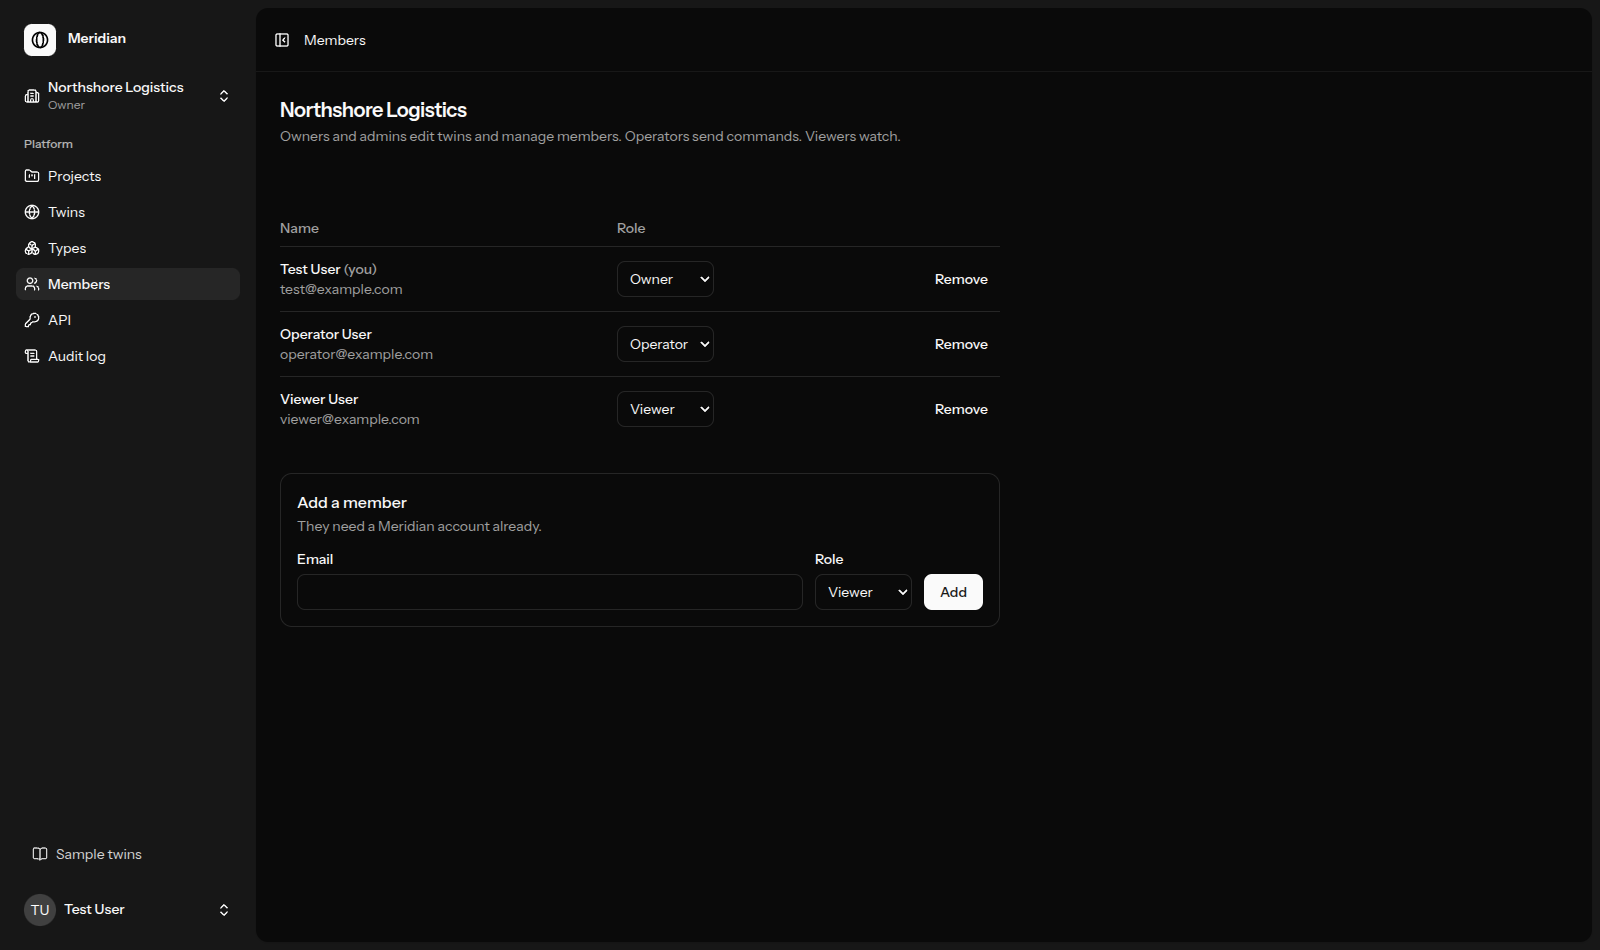 Meridian
Northshore Logistics
Owner
Platform
Projects
Twins
Types
Members
API
Audit log
Sample twins
TU
Test User
Members
Northshore Logistics
Owners and admins edit twins and manage members. Operators send commands. Viewers watch.
Name Role
Test User (you)
test@example.com
Owner
Remove
Operator User
operator@example.com
Operator
Remove
Viewer User
viewer@example.com
Viewer
Remove
Add a member
They need a Meridian account already.
Email Role
Viewer
Add